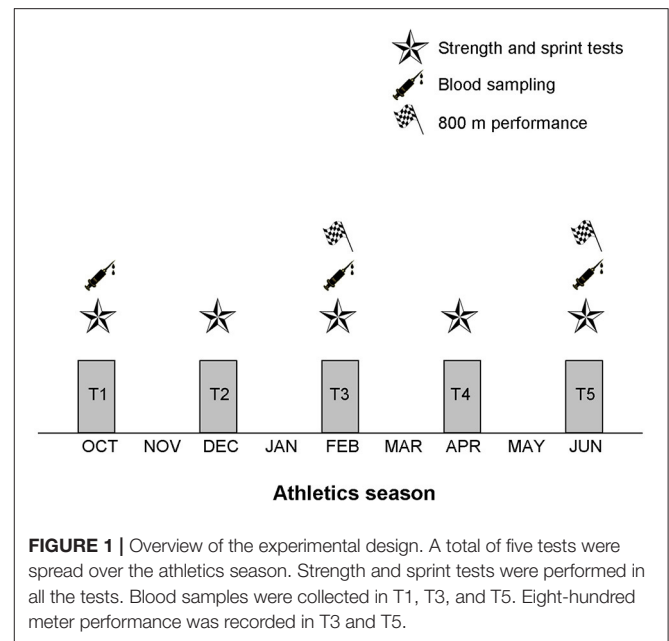 Strength and sprint tests
Blood sampling
800 m performance
T1 T2 T3 T4 T5
OCT NOV DEC JAN FEB MAR APR MAY JUN
Athletics season
FIGURE 1 | Overview of the experimental design. A total of five tests were
spread over the athletics season. Strength and sprint tests were performed in
all the tests. Blood samples were collected in T1, T3, and T5. Eight-hundred
meter performance was recorded in T3 and T5.